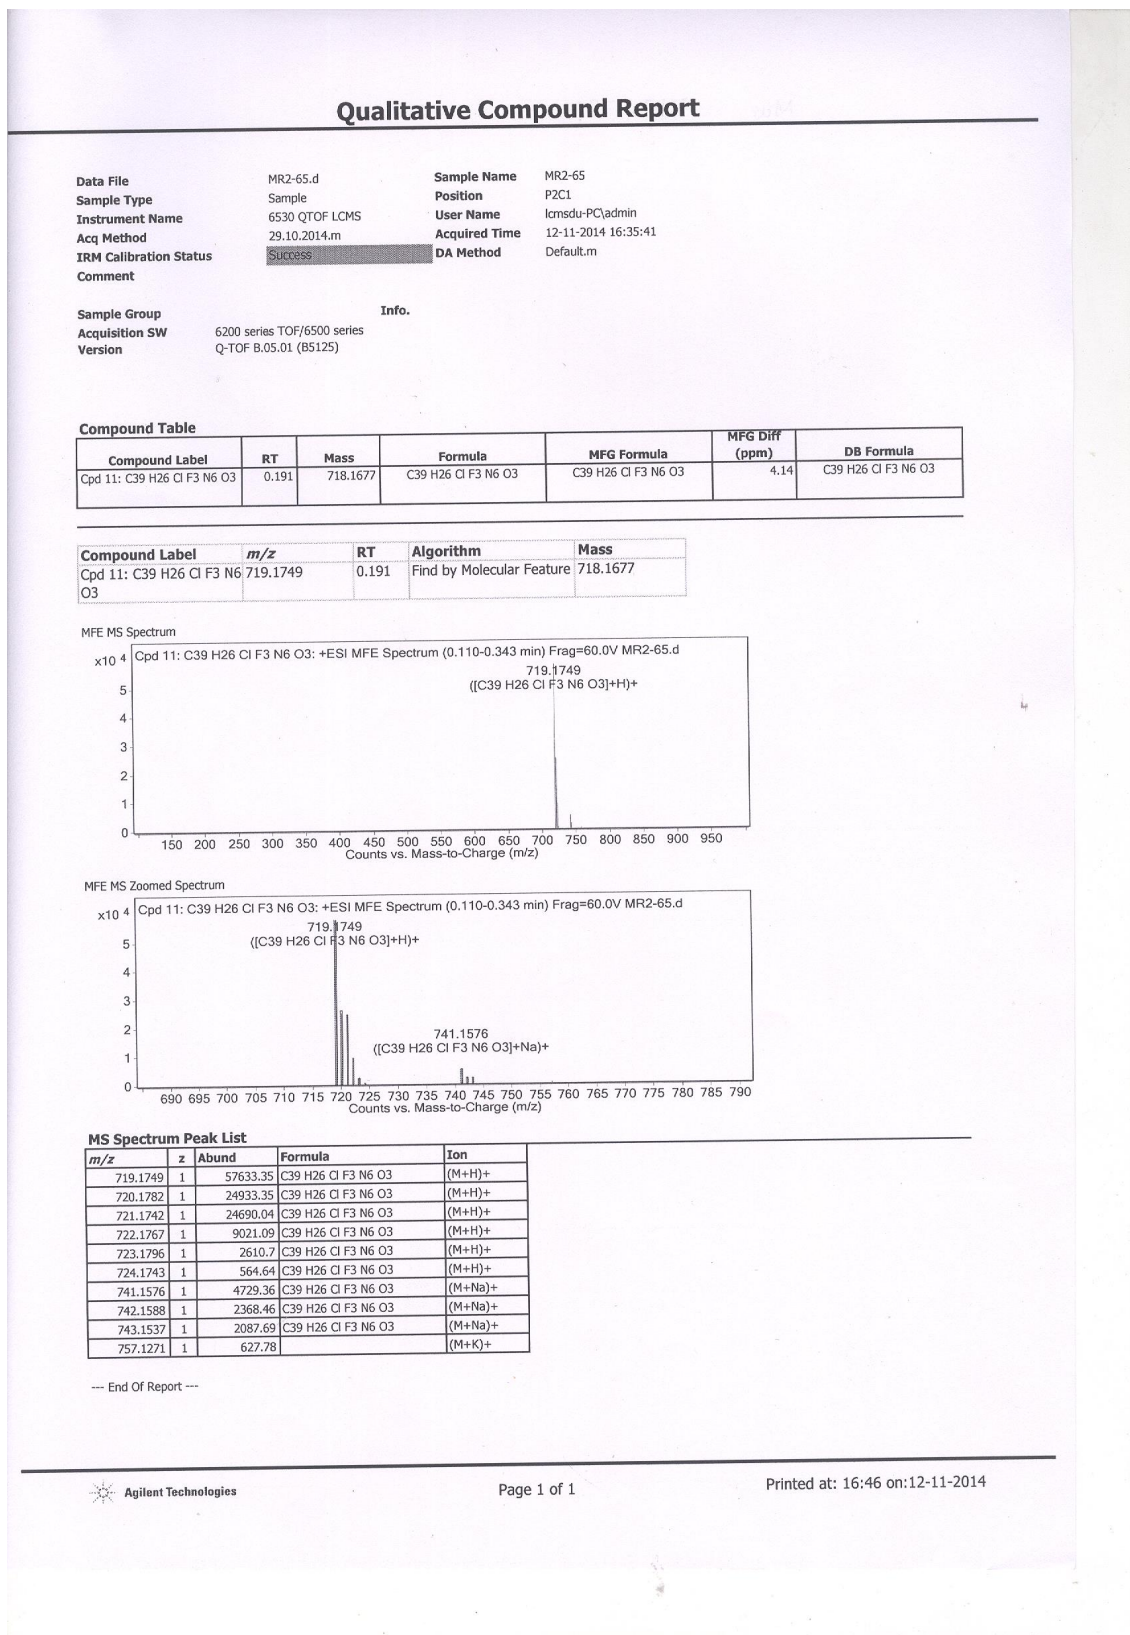 Qualitative Compound Report
Data File MR2-65.d Sample Name MR2-65
Sample Type Sample Position P2C1
Instrument Name 6530 QTOF LCMS User Name lcmsdu-PC\admin
Acq Method 29.10.2014.m Acquired Time 12-11-2014 16:35:41
IRM Calibration Status Success DA Method Default.m
Comment
Sample Group Info.
Acquisition SW 6200 series TOF/6500 series
Version Q-TOF B.05.01 (B5125)
Compound Table
Compound Label RT Mass Formula MFG Formula MFG Diff (ppm) DB Formula
Cpd 11: C39 H26 Cl F3 N6 O3 0.191 718.1677 C39 H26 Cl F3 N6 O3 C39 H26 Cl F3 N6 O3 4.14 C39 H26 Cl F3 N6 O3
Compound Label m/z RT Algorithm Mass
Cpd 11: C39 H26 Cl F3 N6 719.1749 0.191 Find by Molecular Feature 718.1677
O3
MFE MS Spectrum
x10 4 Cpd 11: C39 H26 Cl F3 N6 O3: +ESI MFE Spectrum (0.110-0.343 min) Frag=60.0V MR2-65.d
719.1749
([C39 H26 Cl F3 N6 O3]+H)+
5
4
3
2
1
0
150 200 250 300 350 400 450 500 550 600 650 700 750 800 850 900 950
Counts vs. Mass-to-Charge (m/z)
MFE MS Zoomed Spectrum
x10 4 Cpd 11: C39 H26 Cl F3 N6 O3: +ESI MFE Spectrum (0.110-0.343 min) Frag=60.0V MR2-65.d
719.1749
([C39 H26 Cl F3 N6 O3]+H)+
5
4
3
2
741.1576
([C39 H26 Cl F3 N6 O3]+Na)+
1
0
690 695 700 705 710 715 720 725 730 735 740 745 750 755 760 765 770 775 780 785 790
Counts vs. Mass-to-Charge (m/z)
MS Spectrum Peak List
m/z z Abund Formula Ion
719.1749 1 57633.35 C39 H26 Cl F3 N6 O3 (M+H)+
720.1782 1 24933.35 C39 H26 Cl F3 N6 O3 (M+H)+
721.1742 1 24690.04 C39 H26 Cl F3 N6 O3 (M+H)+
722.1767 1 9021.09 C39 H26 Cl F3 N6 O3 (M+H)+
723.1796 1 2610.7 C39 H26 Cl F3 N6 O3 (M+H)+
724.1743 1 564.64 C39 H26 Cl F3 N6 O3 (M+H)+
741.1576 1 4729.36 C39 H26 Cl F3 N6 O3 (M+Na)+
742.1588 1 2368.46 C39 H26 Cl F3 N6 O3 (M+Na)+
743.1537 1 2087.69 C39 H26 Cl F3 N6 O3 (M+Na)+
757.1271 1 627.78 (M+K)+
--- End Of Report ---
Agilent Technologies Page 1 of 1 Printed at: 16:46 on:12-11-2014